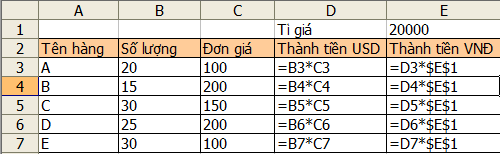 A B C D E
1 Tỉ giá 20000
2 Tên hàng Số lượng Đơn giá Thành tiền USD Thành tiền VNĐ
3 A 20 100 =B3*C3 =D3*$E$1
4 B 15 200 =B4*C4 =D4*$E$1
5 C 30 150 =B5*C5 =D5*$E$1
6 D 25 200 =B6*C6 =D6*$E$1
7 E 30 100 =B7*C7 =D7*$E$1